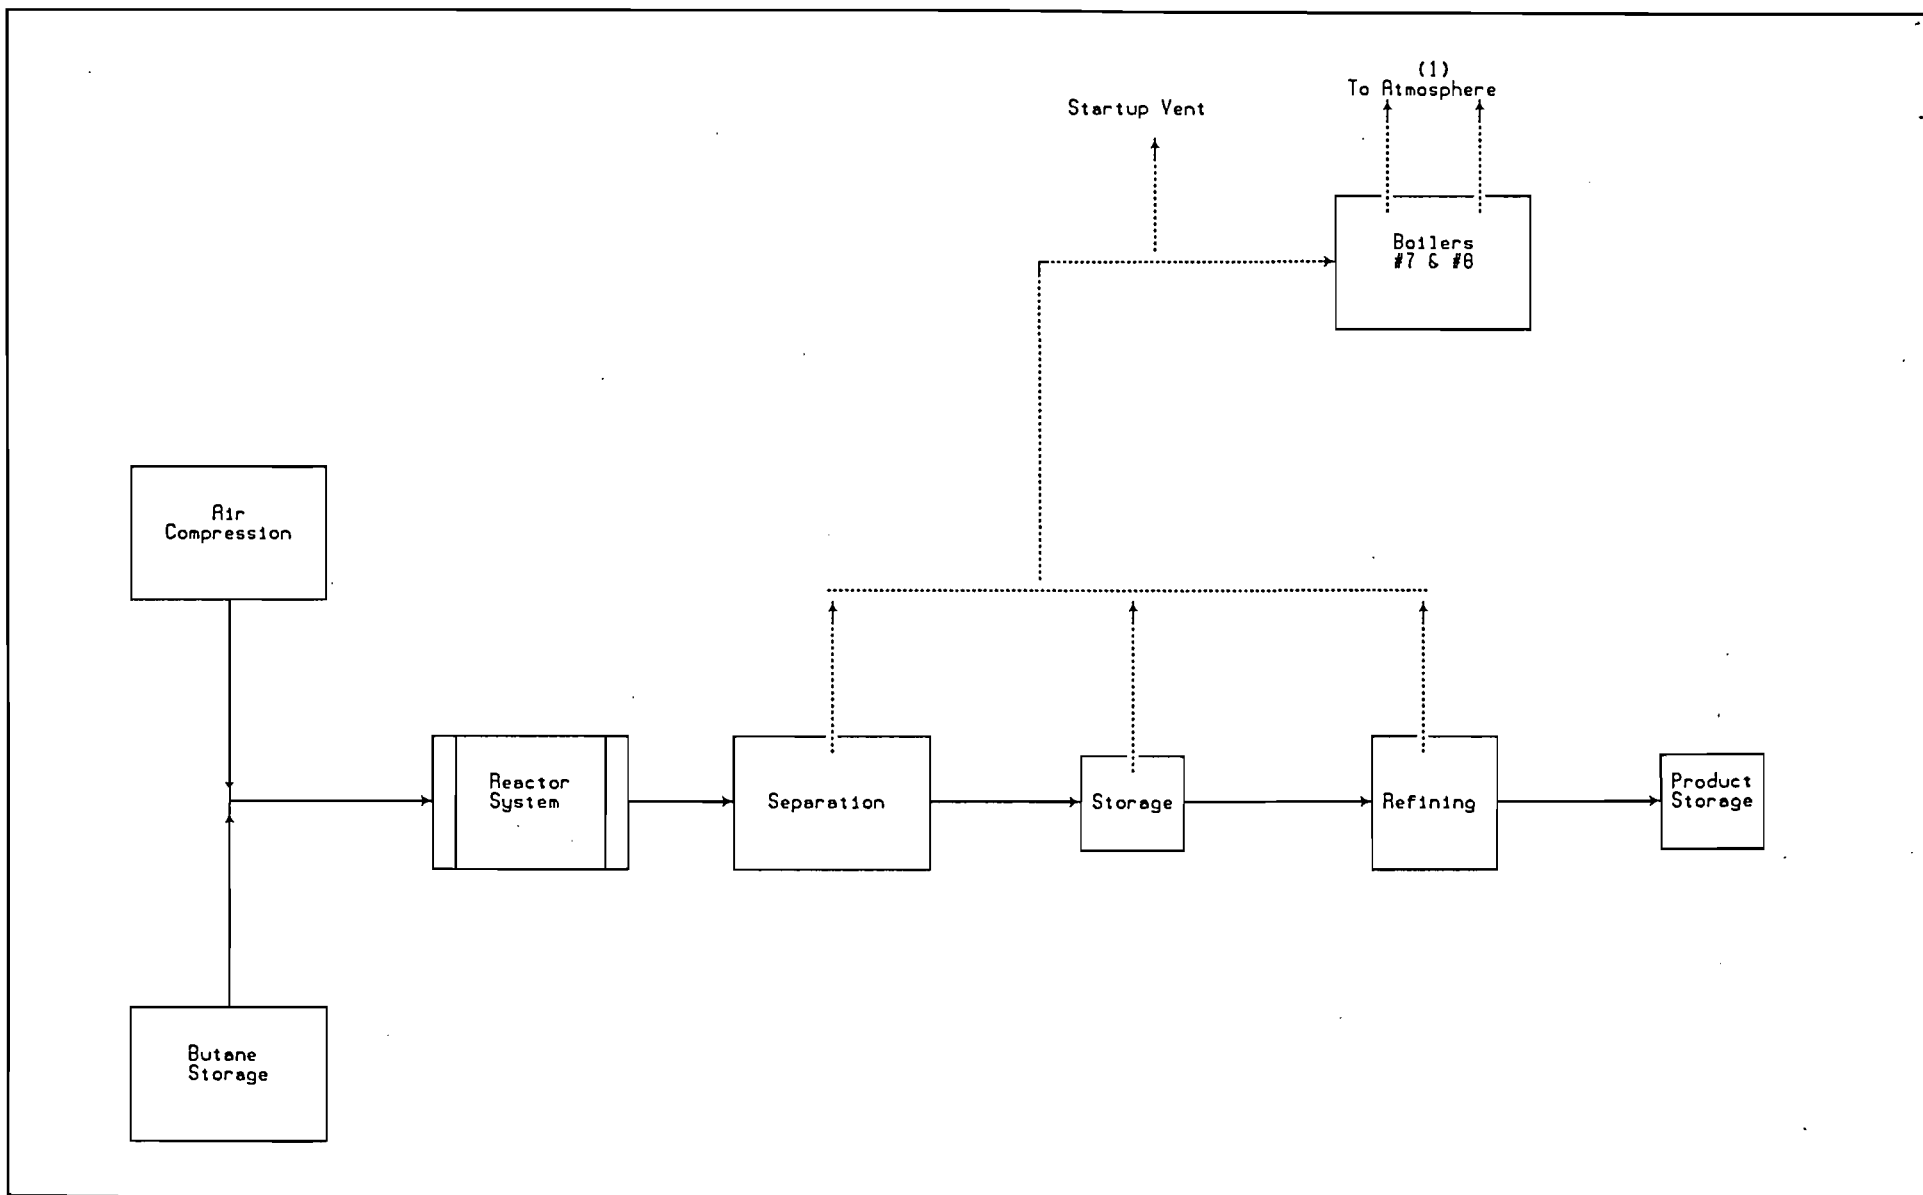 (1)
To Atmosphere
Startup Vent
Boilers
#7 & #8
Air
Compression
Reactor
System
Separation
Storage
Refining
Product
Storage
Butane
Storage